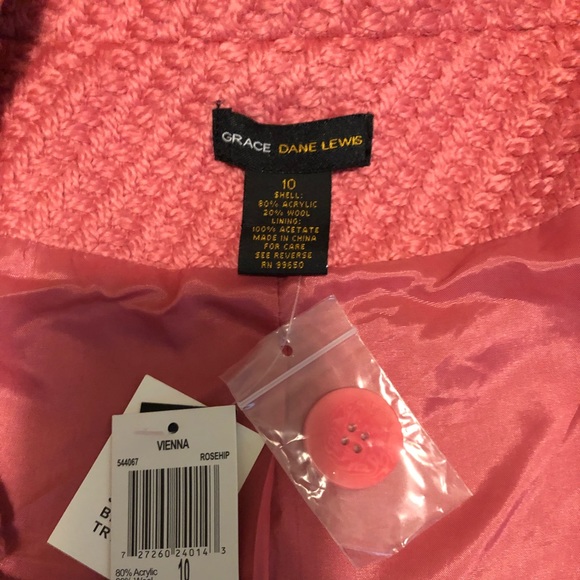 GRACE DANE LEWIS
10
SHELL:
80% ACRYLIC
20% WOOL
LINING:
100% ACETATE
MADE IN CHINA
FOR CARE
SEE REVERSE
RN 99650
VIENNA
544067 ROSEHIP
7 27260 24014 3
80% Acrylic 10